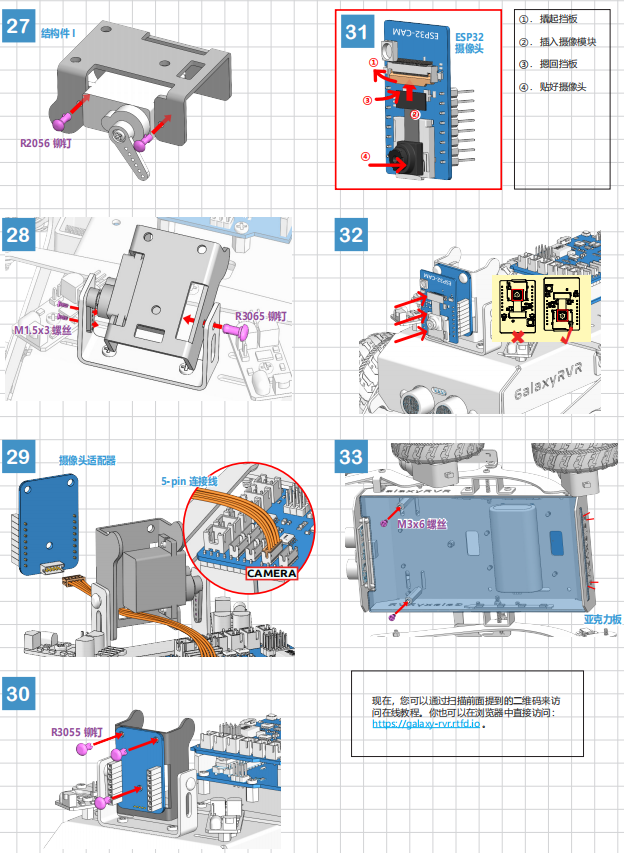 27
结构件 I
R2056 铆钉
28
M1.5x3 螺丝
R3065 铆钉
29
摄像头适配器
5-pin 连接线
CAMERA
30
R3055 铆钉
31
ESP32-CAM
ESP32
摄像头
①
③
②
④
①. 撬起挡板
②. 插入摄像模块
③. 摁回挡板
④. 贴好摄像头
32
ESP32-CAM
GalaxyRVR
33
M3x6 螺丝
亚克力板
现在，您可以通过扫描前面提到的二维码来访
问在线教程。你也可以在浏览器中直接访问：
https://galaxy-rvr.rtfd.io 。